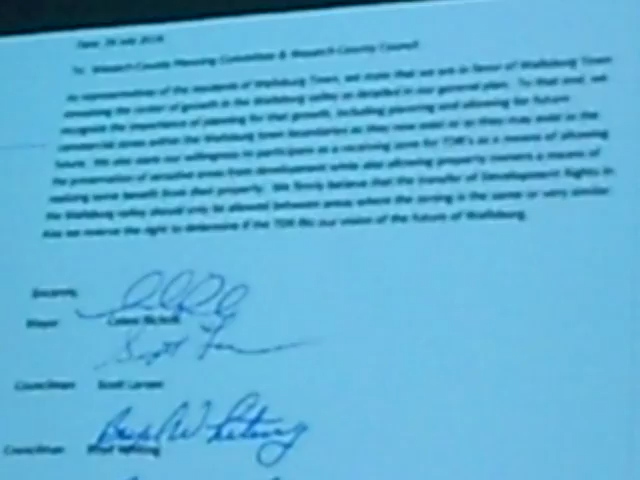 Date: 26 July 2016
To: Wasatch County Planning Committee & Wasatch County Council
As representatives of the residents of Wallsburg Town, we state that we are in favor of Wallsburg Town
remaining the center of growth in the Wallsburg valley as detailed in our general plan. To that end, we
recognize the importance of planning for that growth, including planning and allowing for future
commercial areas within the Wallsburg town boundaries as they now exist or as they may exist in the
future. We also state our willingness to participate as a receiving zone for TDR's as a means of allowing
the preservation of sensitive areas from development while also allowing property owners a means of
realizing some benefit from their property. We firmly believe that the transfer of Development Rights in
the Wallsburg valley should only be allowed between areas where the zoning is the same or very similar.
And we reserve the right to determine if the TDR fits our vision of the future of Wallsburg.
Sincerely,
Mayor
Councilman Scott Larsen
Councilman Whiting